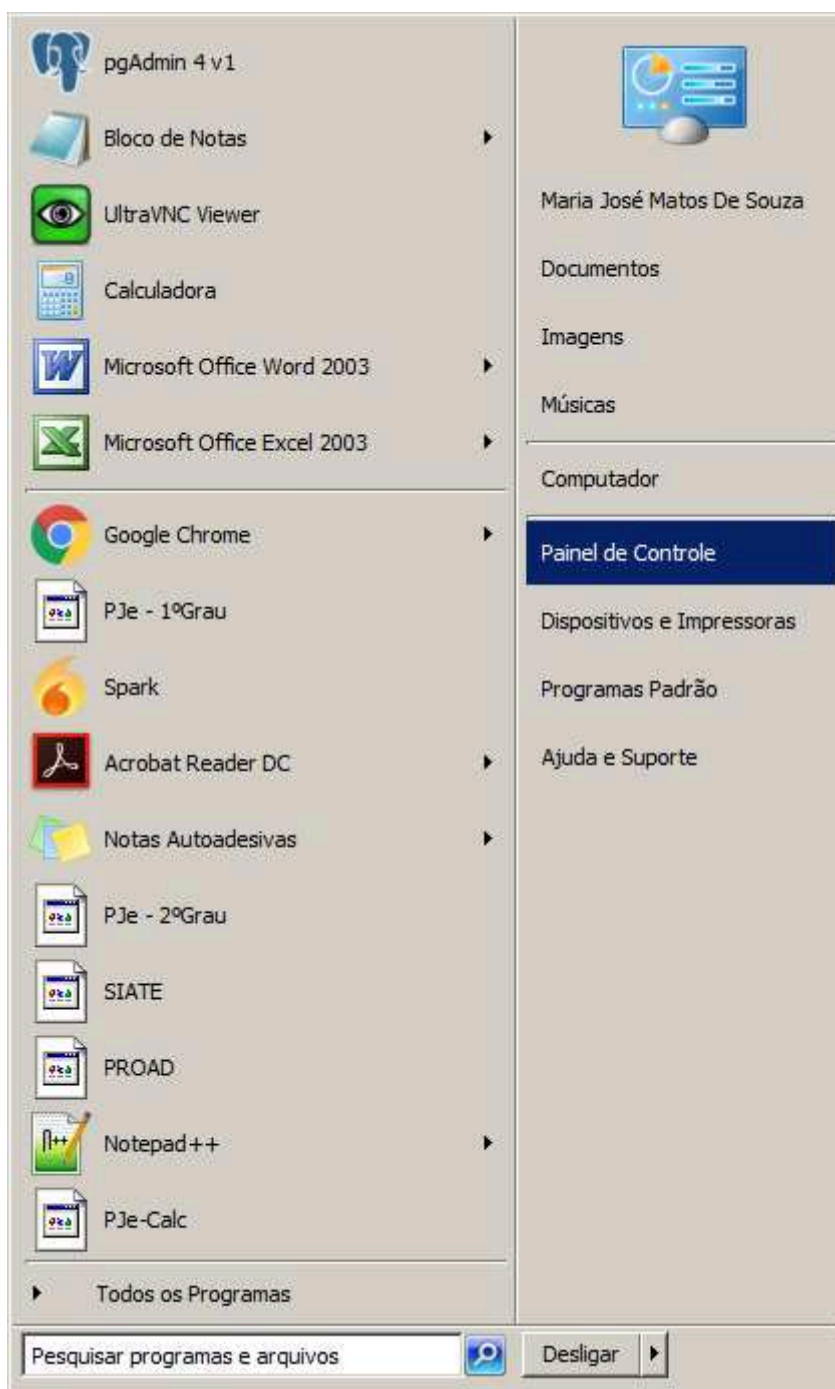 pgAdmin 4 v1
Bloco de Notas
UltraVNC Viewer
Calculadora
Microsoft Office Word 2003
Microsoft Office Excel 2003
Google Chrome
PJe - 1ºGrau
Spark
Acrobat Reader DC
Notas Autoadesivas
PJe - 2ºGrau
SIATE
PROAD
Notepad++
PJe-Calc
Todos os Programas
Pesquisar programas e arquivos
Maria José Matos De Souza
Documentos
Imagens
Músicas
Computador
Painel de Controle
Dispositivos e Impressoras
Programas Padrão
Ajuda e Suporte
Desligar